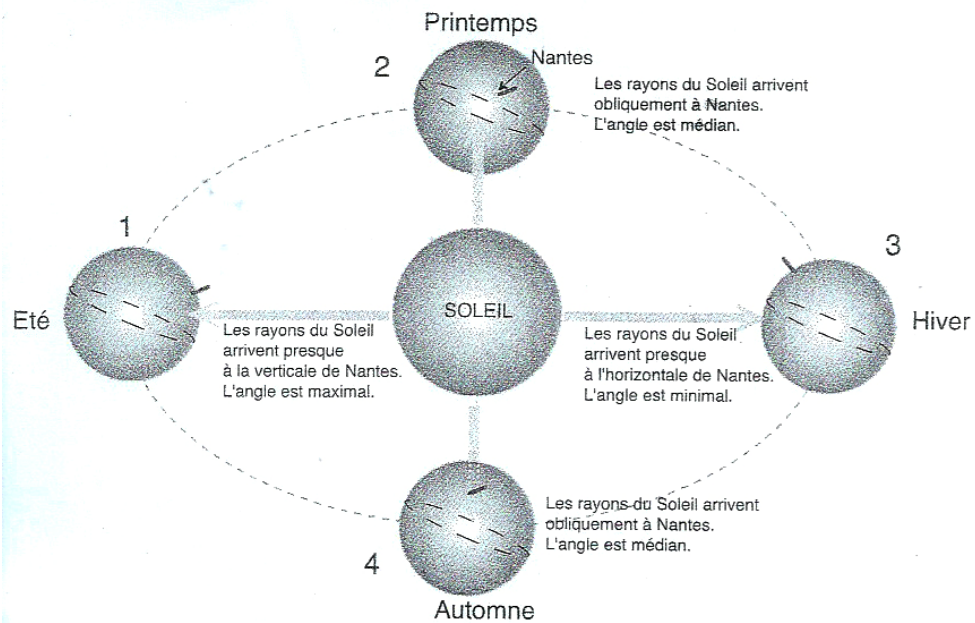 Printemps
2
Nantes
Les rayons du Soleil arrivent
obliquement à Nantes.
L'angle est médian.
1
3
Eté
SOLEIL
Hiver
Les rayons du Soleil
arrivent presque
à la verticale de Nantes.
L'angle est maximal.
Les rayons du Soleil
arrivent presque
à l'horizontale de Nantes.
L'angle est minimal.
Les rayons du Soleil arrivent
obliquement à Nantes.
L'angle est médian.
4
Automne